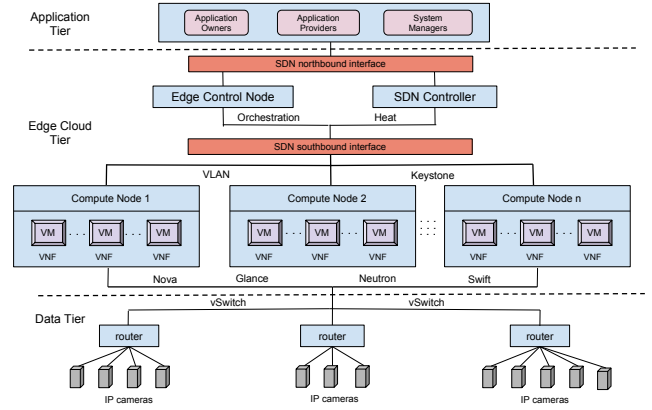 Application
Tier
Application
Owners
Application
Providers
System
Managers
SDN northbound interface
Edge Control Node
SDN Controller
Orchestration
Heat
Edge Cloud
Tier
SDN southbound interface
VLAN
Keystone
Compute Node 1
Compute Node 2
Compute Node n
VM . . . VM . . . VM
VNF VNF VNF
VM . . . VM . . . VM
VNF VNF VNF
VM . . . VM . . . VM
VNF VNF VNF
Nova
Glance
Neutron
Swift
Data Tier
vSwitch
vSwitch
router
router
router
IP cameras
IP cameras
IP cameras